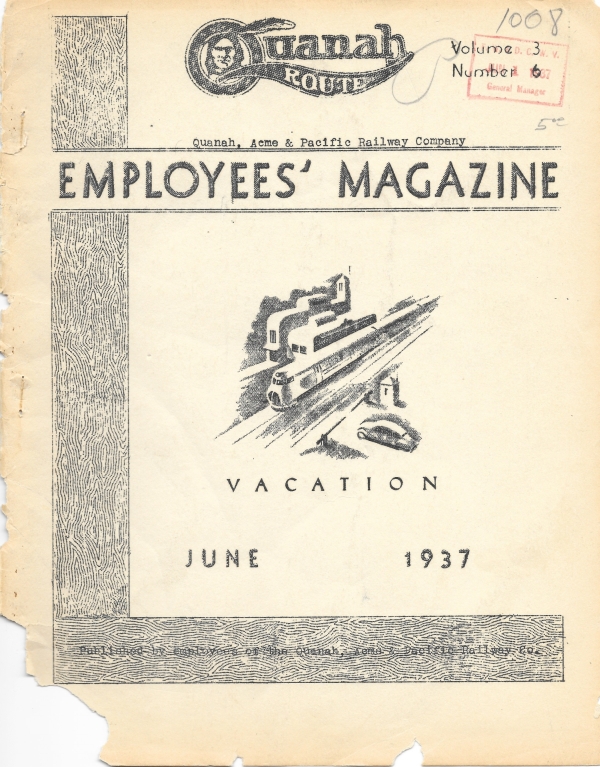 1008
Quanah
ROUTE
Volume 3
Number 6
1937
General Manager
Quanah, Acme & Pacific Railway Company
EMPLOYEES' MAGAZINE
VACATION
JUNE 1937
Published by employees of the Quanah, Acme & Pacific Railway Co.